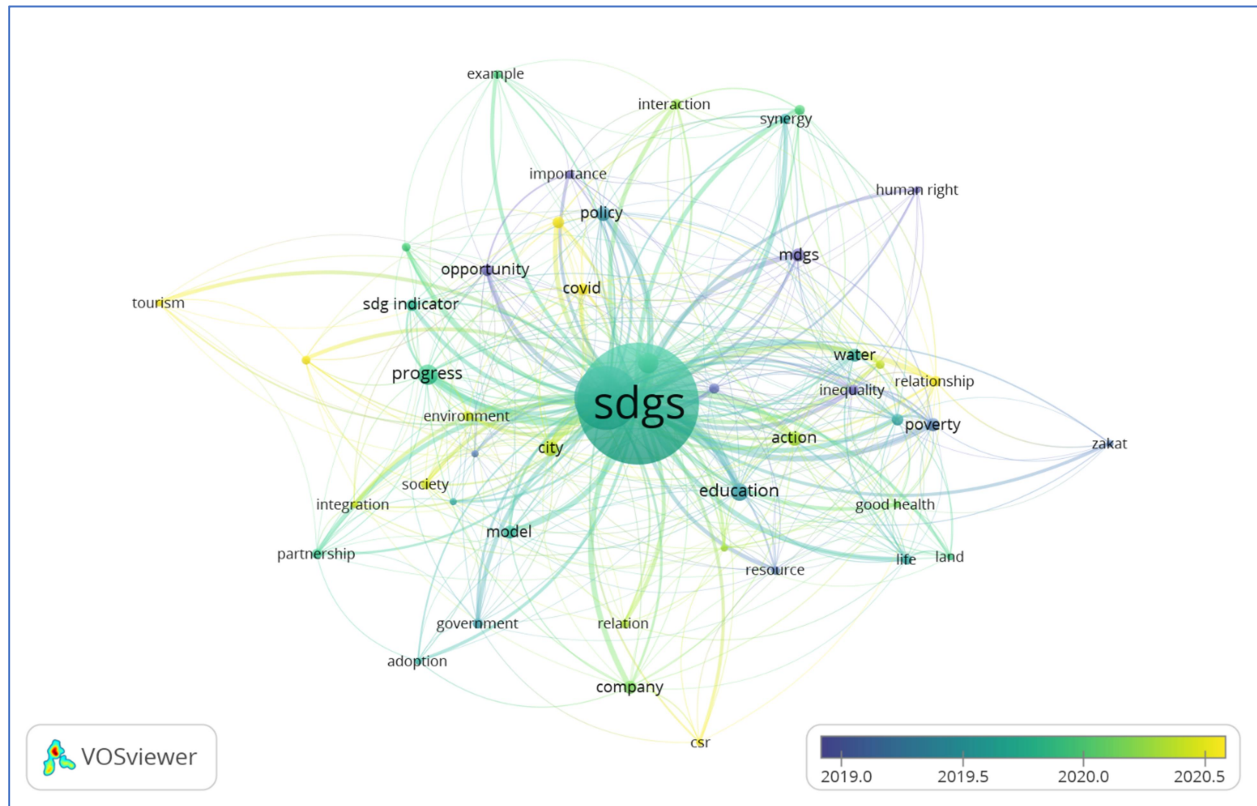 example
interaction
synergy
importance
human right
policy
mdgs
opportunity
covid
tourism
sdg indicator
water
progress
inequality
relationship
sdgs
environment
poverty
city
action
zakat
society
education
integration
good health
model
partnership
life
land
resource
government
relation
adoption
company
csr
VOSviewer
2019.0
2019.5
2020.0
2020.5